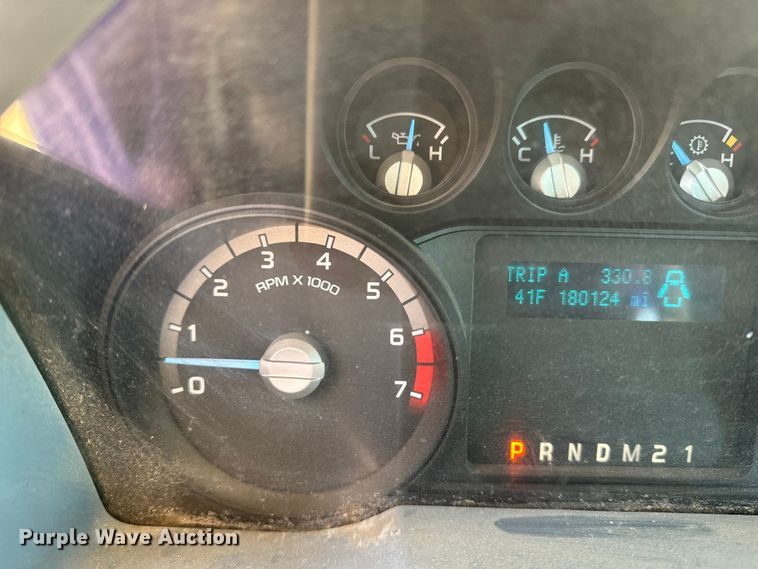 L H
C H
H
0 1 2 3 4 5 6 7
RPM X 1000
TRIP A 330.8
41F 180124 mi
P R N D M 2 1
Purple Wave Auction